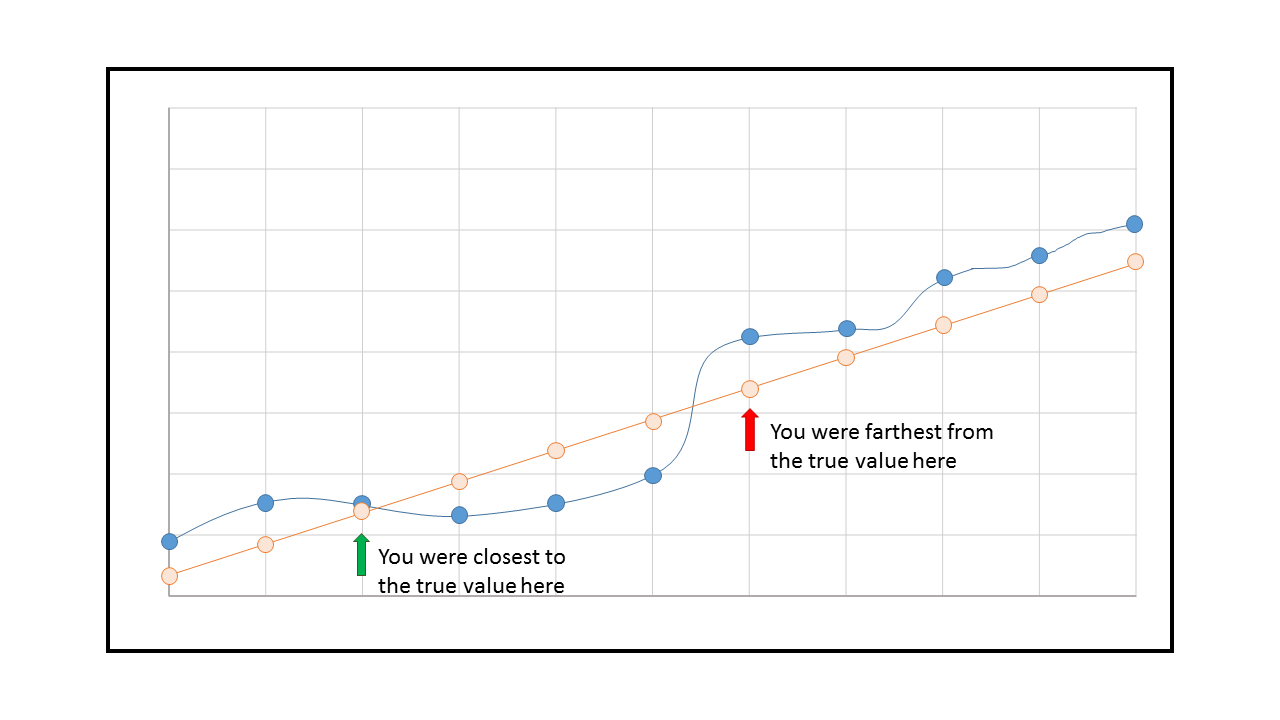 You were farthest from
the true value here
You were closest to
the true value here